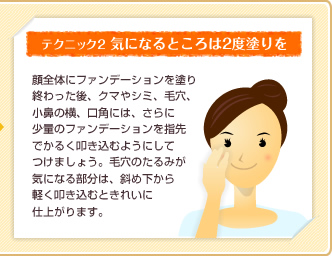 テクニック2 気になるところは2度塗りを
顔全体にファンデーションを塗り
終わった後、クマやシミ、毛穴、
小鼻の横、口角には、さらに
少量のファンデーションを指先
でかるく叩き込むようにして
つけましょう。毛穴のたるみが
気になる部分は、斜め下から
軽く叩き込むときれいに
仕上がります。